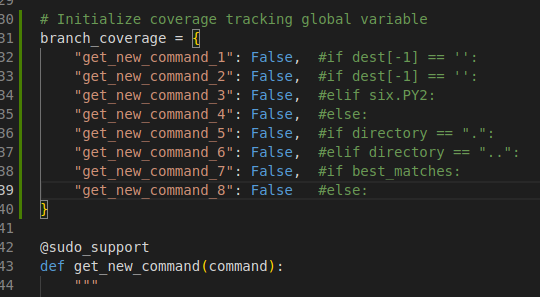 29
30 # Initialize coverage tracking global variable
31 branch_coverage = {
32     "get_new_command_1": False,  #if dest[-1] == '':
33     "get_new_command_2": False,  #if dest[-1] == '':
34     "get_new_command_3": False,  #elif six.PY2:
35     "get_new_command_4": False,  #else:
36     "get_new_command_5": False,  #if directory == ".":
37     "get_new_command_6": False,  #elif directory == "..":
38     "get_new_command_7": False,  #if best_matches:
39     "get_new_command_8": False   #else:
40 }
41
42 @sudo_support
43 def get_new_command(command):
44     """